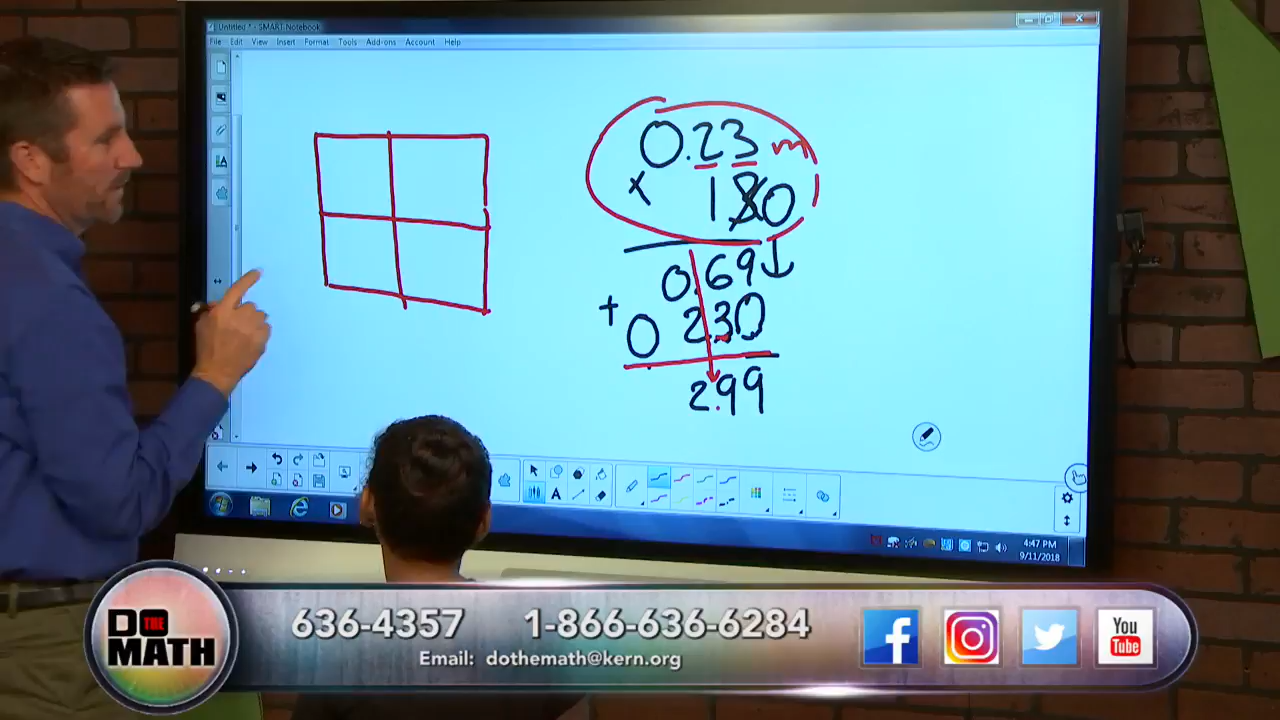 Untitled * - SMART Notebook
File Edit View Insert Format Tools Add-ons Account Help
0.23 m
x 180
0.69
+ 0 230
2.99
A
4:47 PM
9/11/2018
DO THE MATH
636-4357 1-866-636-6284
Email: dothemath@kern.org
f
You
Tube